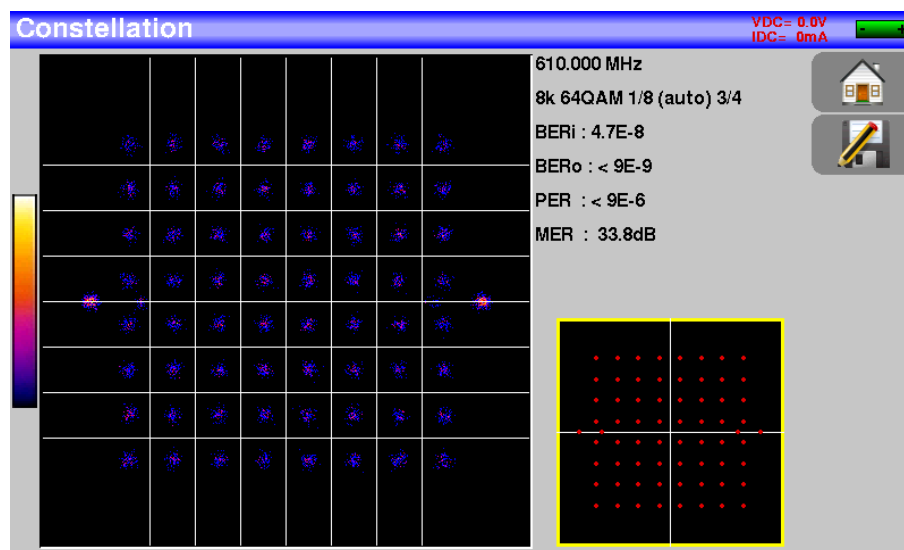 Constellation
VDC= 0.0V
IDC= 0mA
- +
610.000 MHz
8k 64QAM 1/8 (auto) 3/4
BERi : 4.7E-8
BERo : < 9E-9
PER : < 9E-6
MER : 33.8dB